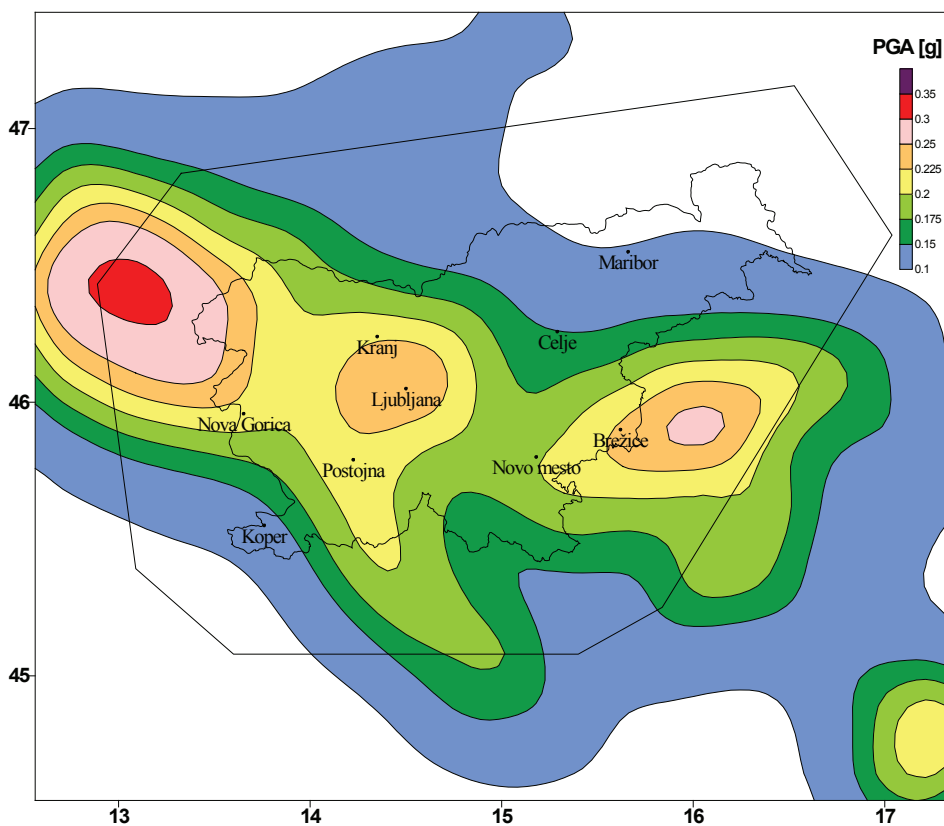 PGA [g]
0.35
0.3
0.25
0.225
0.2
0.175
0.15
0.1
47
46
45
Maribor
Celje
Kranj
Ljubljana
Nova Gorica
Brežice
Postojna
Novo mesto
Koper
13
14
15
16
17